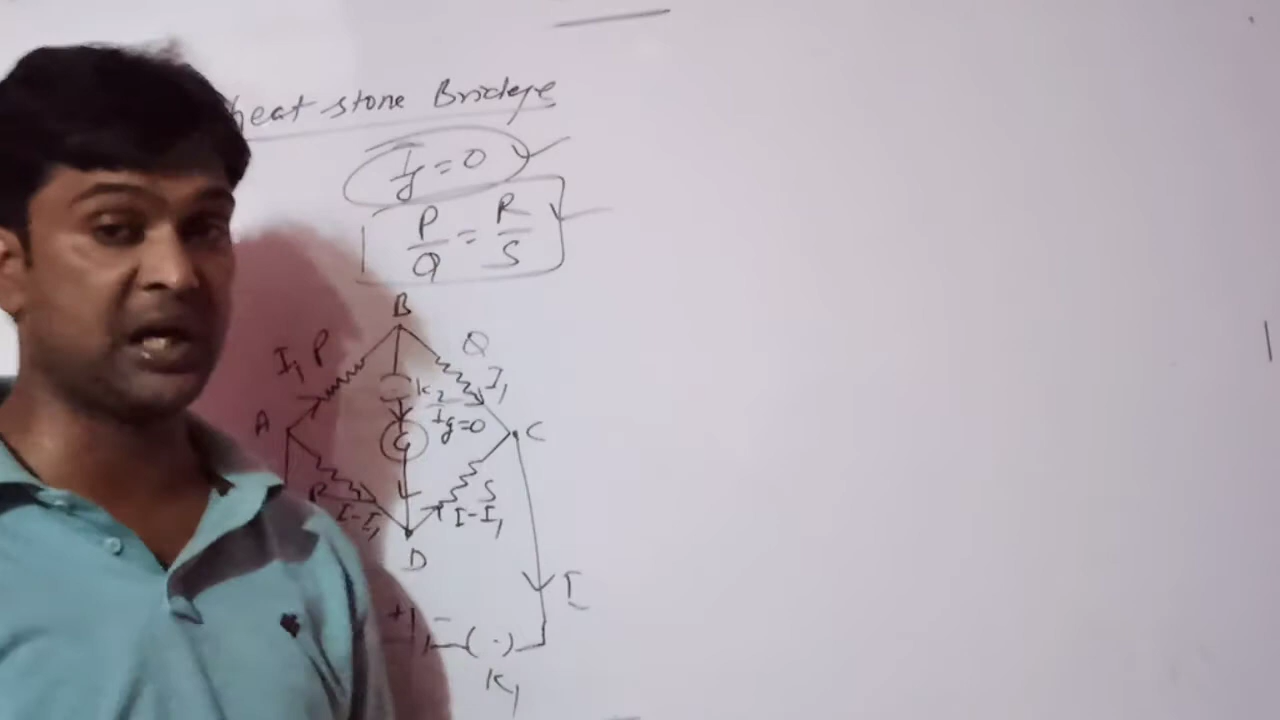 heat stone Bridge
Ig = 0
P/Q = R/S
B
I1 P
Q
I1
K2
Ig=0
A
G
C
R
I-I1
S
I-I1
D
I
+ -
( . )
K1